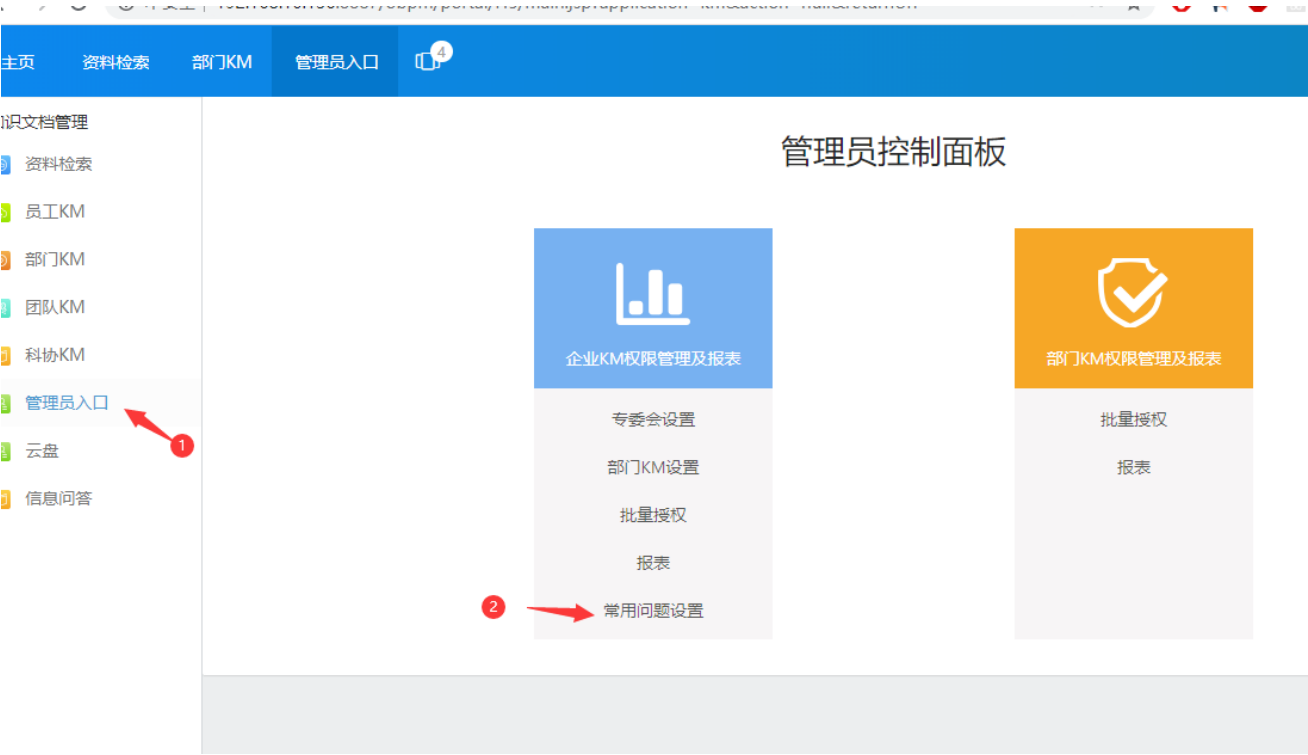 主页 资料检索 部门KM 管理员入口 4
识文档管理
资料检索
员工KM
部门KM
团队KM
科协KM
管理员入口
1
云盘
信息问答
管理员控制面板
企业KM权限管理及报表
专委会设置
部门KM设置
批量授权
报表
2 常用问题设置
部门KM权限管理及报表
批量授权
报表